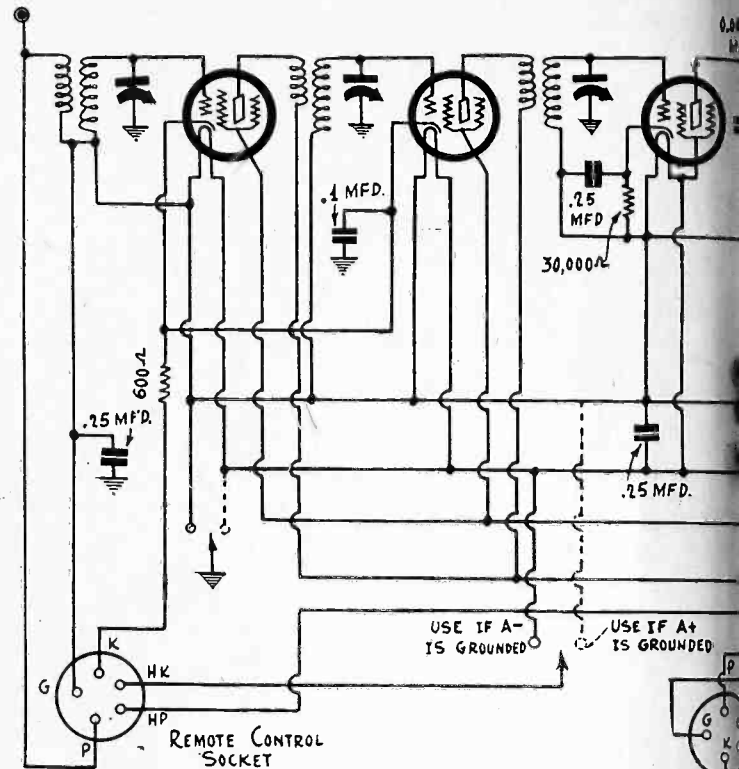 .1 MFD.
.25
MFD
30,000Ω
600Ω
.25 MFD.
.25 MFD.
USE IF A-
IS GROUNDED
USE IF A+
IS GROUNDED
K
HK
G
HP
P
REMOTE CONTROL
SOCKET
P
G
K